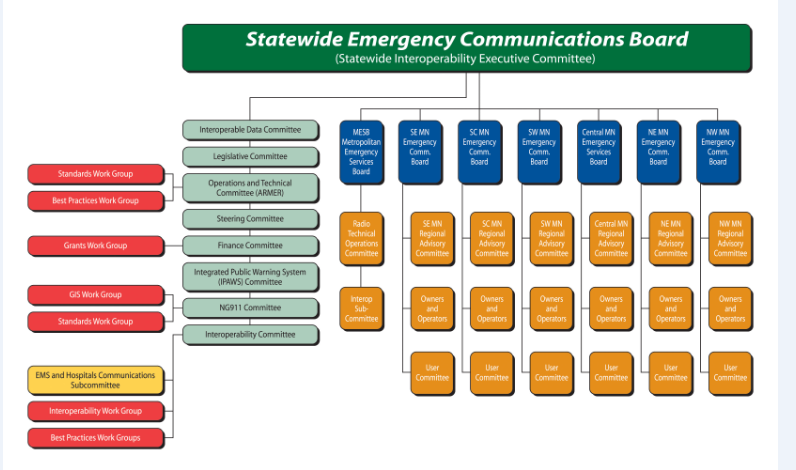 Statewide Emergency Communications Board
(Statewide Interoperability Executive Committee)
Interoperable Data Committee
Legislative Committee
Operations and Technical
Committee (ARMER)
Steering Committee
Finance Committee
Integrated Public Warning System
(IPAWS) Committee
NG911 Committee
Interoperability Committee
Standards Work Group
Best Practices Work Group
Grants Work Group
GIS Work Group
Standards Work Group
EMS and Hospitals Communications
Subcommittee
Interoperability Work Group
Best Practices Work Groups
MESB
Metropolitan
Emergency
Services
Board
Radio
Technical
Operations
Committee
Interop
Sub-
Committee
SE MN
Emergency
Comm.
Board
SE MN
Regional
Advisory
Committee
Owners
and
Operators
User
Committee
SC MN
Emergency
Comm.
Board
SC MN
Regional
Advisory
Committee
Owners
and
Operators
User
Committee
SW MN
Emergency
Comm.
Board
SW MN
Regional
Advisory
Committee
Owners
and
Operators
User
Committee
Central MN
Emergency
Services
Board
Central MN
Regional
Advisory
Committee
Owners
and
Operators
User
Committee
NE MN
Emergency
Comm.
Board
NE MN
Regional
Advisory
Committee
Owners
and
Operators
User
Committee
NW MN
Emergency
Comm.
Board
NW MN
Regional
Advisory
Committee
Owners
and
Operators
User
Committee